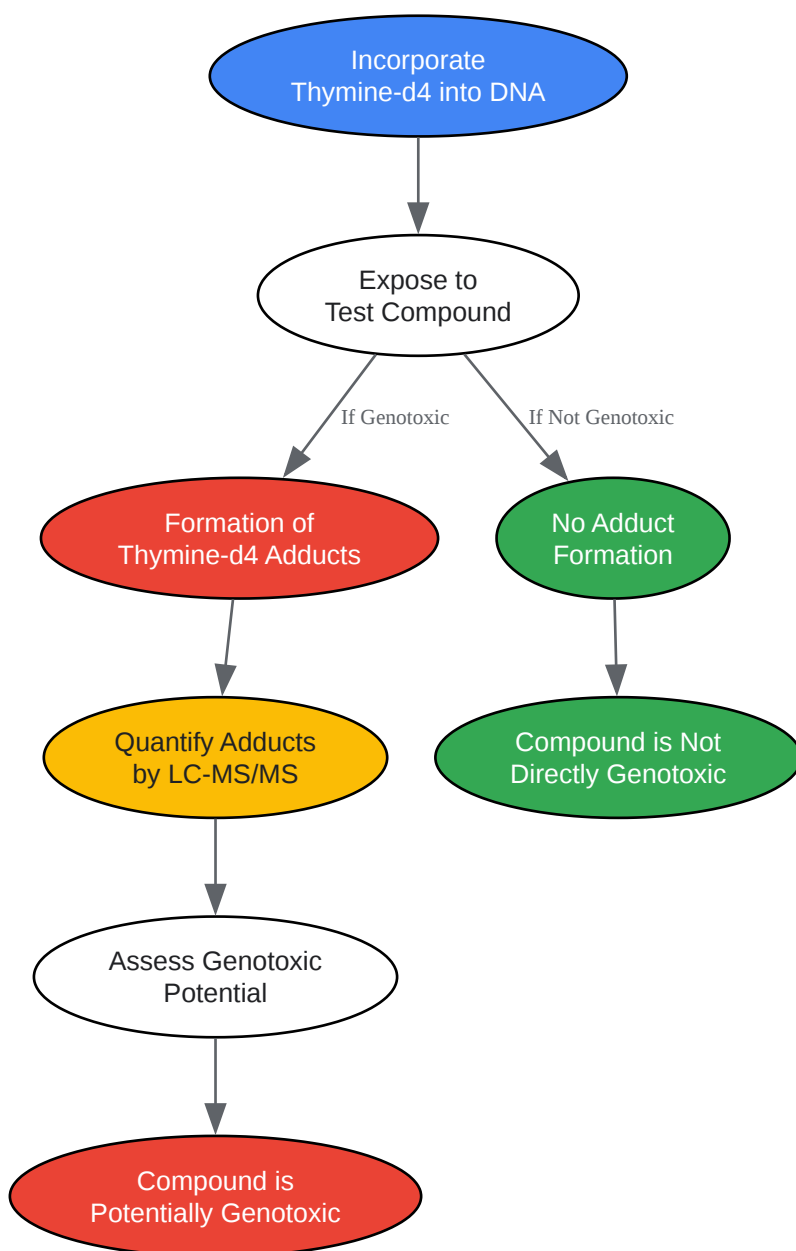 Incorporate
Thymine-d4 into DNA
Expose to
Test Compound
If Genotoxic
If Not Genotoxic
Formation of
Thymine-d4 Adducts
No Adduct
Formation
Quantify Adducts
by LC-MS/MS
Compound is Not
Directly Genotoxic
Assess Genotoxic
Potential
Compound is
Potentially Genotoxic